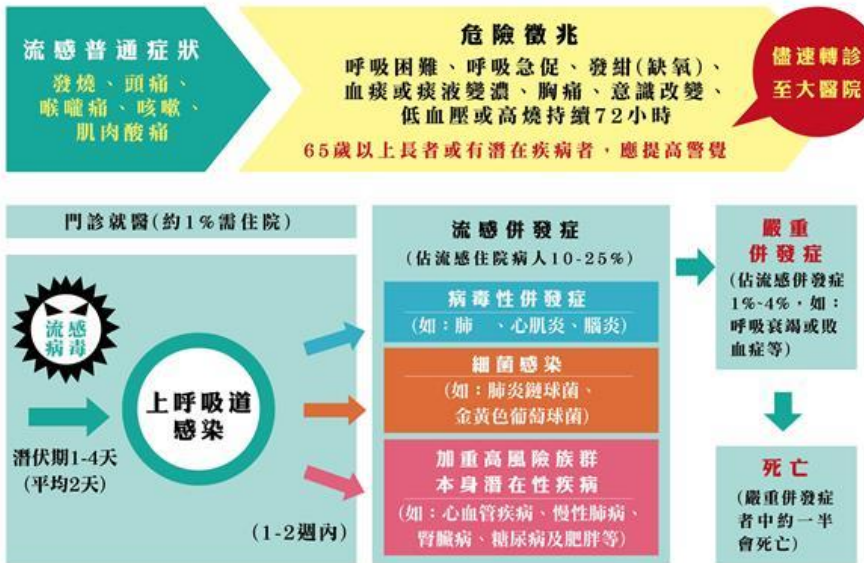 流感普通症狀
發燒、頭痛、
喉嚨痛、咳嗽、
肌肉酸痛
危險徵兆
呼吸困難、呼吸急促、發紺(缺氧)、
血痰或痰液變濃、胸痛、意識改變、
低血壓或高燒持續72小時
65歲以上長者或有潛在疾病者，應提高警覺
儘速轉診
至大醫院
門診就醫(約1%需住院)
流感
病毒
上呼吸道
感染
潛伏期1-4天
(平均2天)
(1-2週內)
流感併發症
(佔流感住院病人10-25%)
病毒性併發症
(如：肺 、心肌炎、腦炎)
細菌感染
(如：肺炎鏈球菌、
金黃色葡萄球菌)
加重高風險族群
本身潛在性疾病
(如：心血管疾病、慢性肺病、
腎臟病、糖尿病及肥胖等)
嚴重
併發症
(佔流感併發症
1%-4%，如：
呼吸衰竭或敗
血症等)
死亡
(嚴重併發症
者中約一半
會死亡)